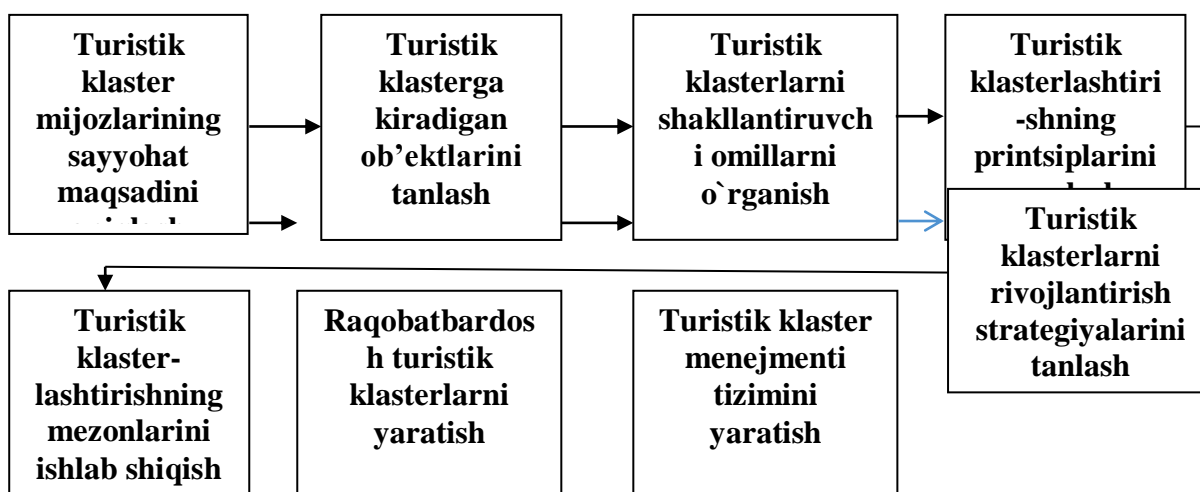 Turistik
klaster
mijozlarining
sayyohat
maqsadini
Turistik
klasterga
kiradigan
ob’ektlarini
tanlash
Turistik
klasterlarni
shakllantiruvch
i omillarni
o`rganish
Turistik
klasterlashtiri
-shning
printsiplarini
Turistik
klasterlarni
rivojlantirish
strategiyalarini
tanlash
Turistik
klaster-
lashtirishning
mezonlarini
ishlab shiqish
Raqobatbardos
h turistik
klasterlarni
yaratish
Turistik klaster
menejmenti
tizimini
yaratish